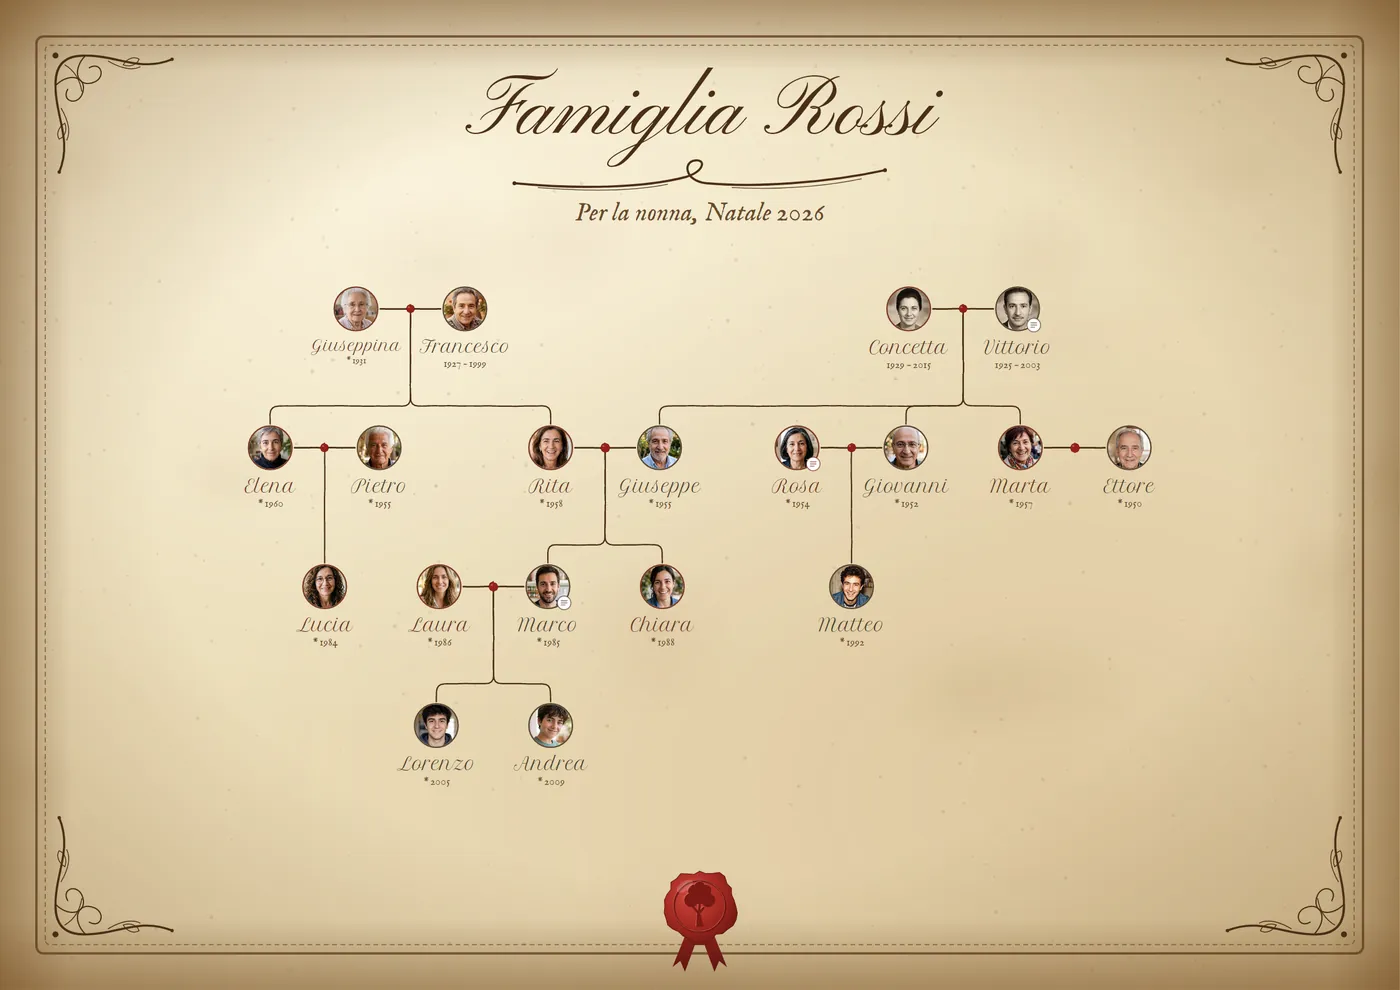 Famiglia Rossi
Per la nonna, Natale 2026
Giuseppina
* 1931
Francesco
1927 – 1999
Concetta
1929 – 2015
Vittorio
1925 – 2003
Elena
* 1960
Pietro
* 1955
Rita
* 1958
Giuseppe
* 1955
Rosa
* 1954
Giovanni
* 1952
Marta
* 1957
Ettore
* 1950
Lucia
* 1984
Laura
* 1986
Marco
* 1985
Chiara
* 1988
Matteo
* 1992
Lorenzo
* 2005
Andrea
* 2009